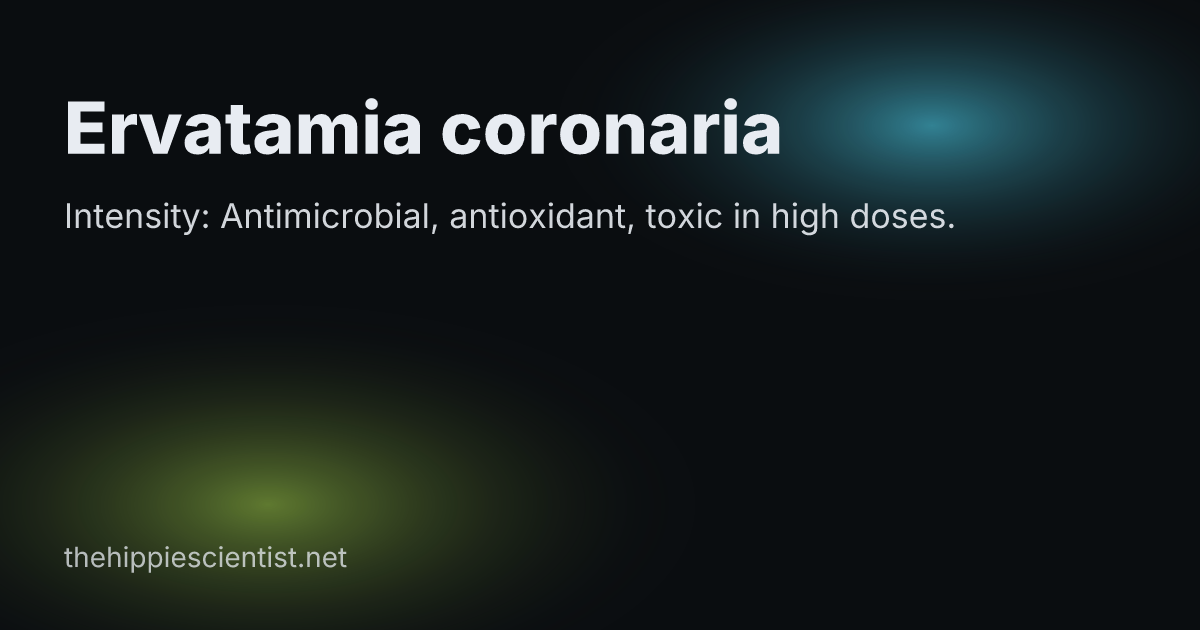 Ervatamia coronaria
Intensity: Antimicrobial, antioxidant, toxic in high doses.
thehippiescientist.net